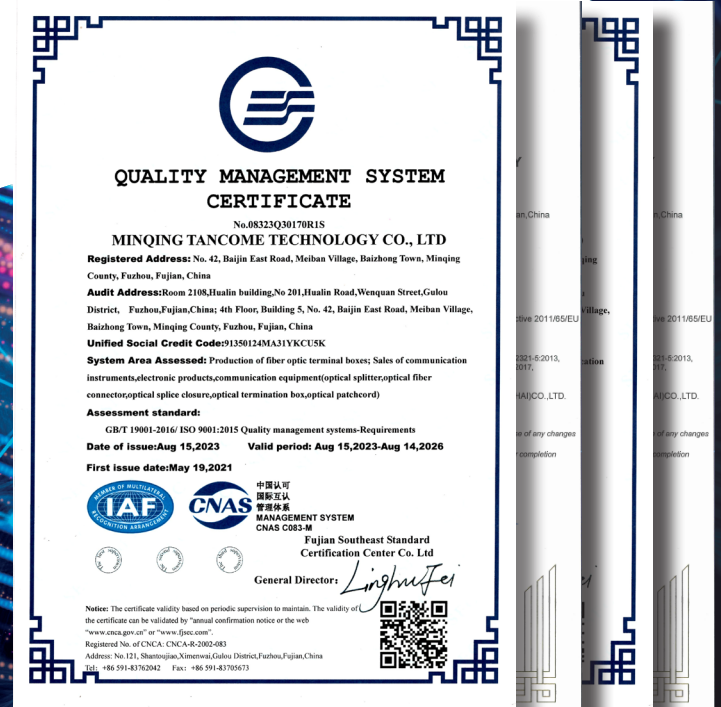 QUALITY MANAGEMENT SYSTEM
CERTIFICATE
No.08323Q30170R1S
MINQING TANCOME TECHNOLOGY CO., LTD
Registered Address: No. 42, Baijin East Road, Meiban Village, Baizhong Town, Minqing
County, Fuzhou, Fujian, China
Audit Address:Room 2108,Hualin building,No 201,Hualin Road,Wenquan Street,Gulou
District, Fuzhou,Fujian,China; 4th Floor, Building 5, No. 42, Baijin East Road, Meiban Village,
Baizhong Town, Minqing County, Fuzhou, Fujian, China
Unified Social Credit Code:91350124MA31YKCU5K
System Area Assessed: Production of fiber optic terminal boxes; Sales of communication
instruments,electronic products,communication equipment(optical splitter,optical fiber
connector,optical splice closure,optical termination box,optical patchcord)
Assessment standard:
GB/T 19001-2016/ ISO 9001:2015 Quality management systems-Requirements
Date of issue:Aug 15,2023 Valid period: Aug 15,2023-Aug 14,2026
First issue date:May 19,2021
MEMBER OF MULTILATERAL
IAF
RECOGNITION ARRANGEMENT
CNAS
中国认可
国际互认
管理体系
MANAGEMENT SYSTEM
CNAS C083-M
Fujian Southeast Standard
Certification Center Co. Ltd
General Director: Linghu Fei
Notice: The certificate validity based on periodic supervision to maintain. The validity of
the certificate can be validated by "annual confirmation notice or the web
"www.cnca.gov.cn" or "www.fjsec.com".
Registered No. of CNCA: CNCA-R-2002-083
Address: No.121, Shantoujiao,Ximenwai,Gulou District,Fuzhou,Fujian,China
Tel: +86 591-83762042 Fax: +86 591-83705673
an,China
ctive 2011/65/EU
2321-5:2013,
2017,
HAI)CO.,LTD.
e of any changes
completion
qing
Village,
cation
n,China
ive 2011/65/EU
321-5:2013,
017,
AI)CO.,LTD.
of any changes
completion